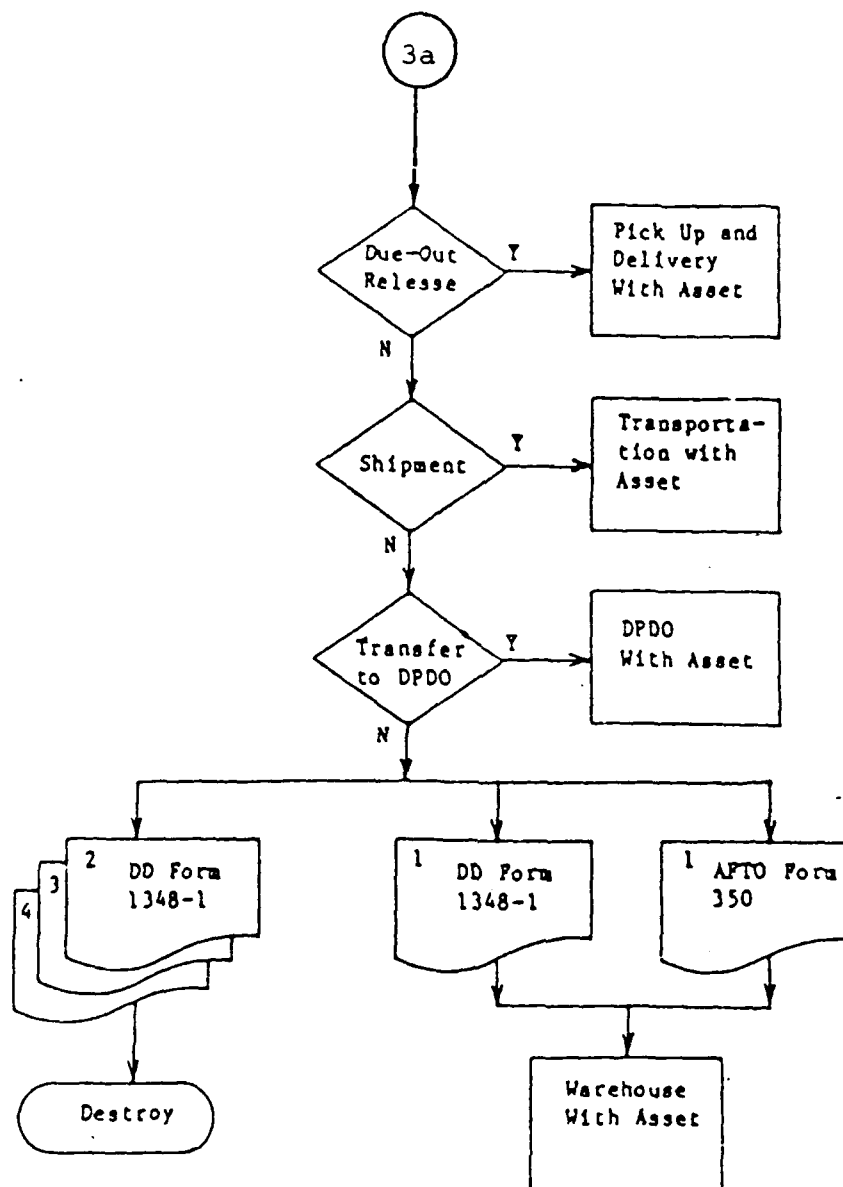 3a
Due-Out
Relesse
Y
Pick Up and
Delivery
With Asset
N
Shipment
Y
Transporta-
tion with
Asset
N
Transfer
to DPDO
Y
DPDO
With Asset
N
2 DD Form
1348-1
3
4
1 DD Form
1348-1
1 AFTO Form
350
Destroy
Warehouse
With Asset